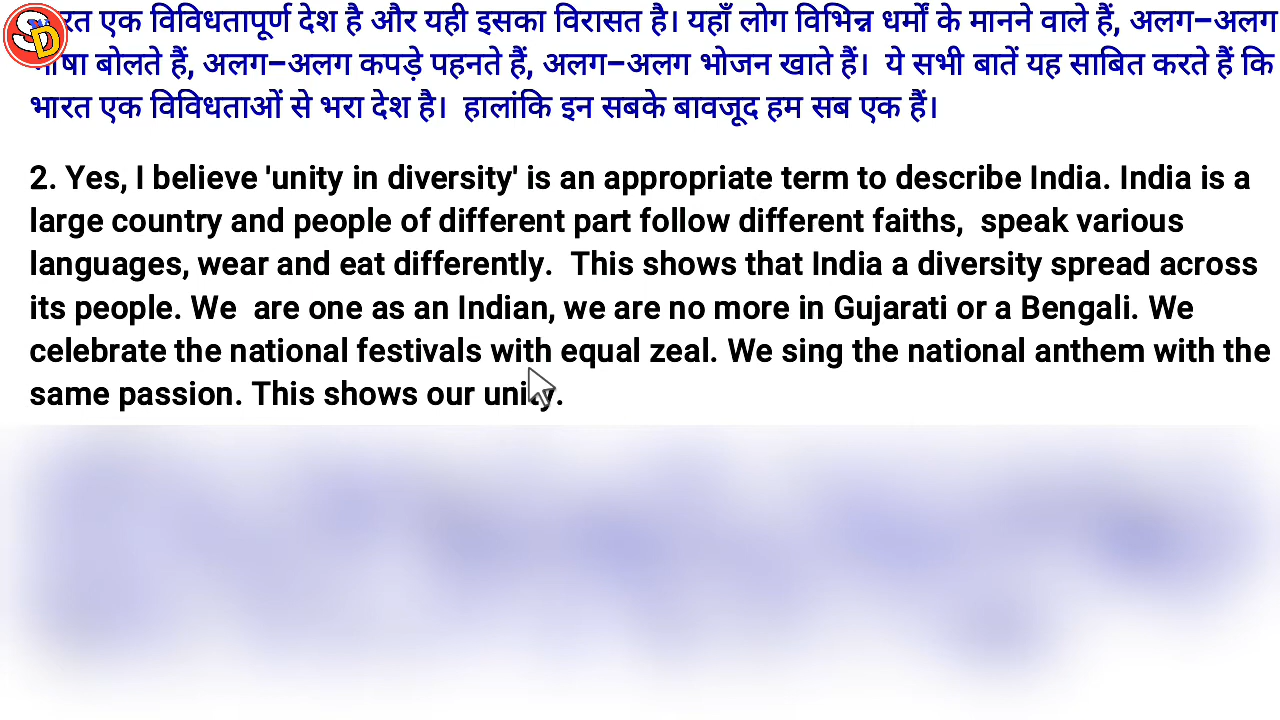 SD
भारत एक विविधतापूर्ण देश है और यही इसका विरासत है। यहाँ लोग विभिन्न धर्मों के मानने वाले हैं, अलग–अलग
भाषा बोलते हैं, अलग–अलग कपड़े पहनते हैं, अलग–अलग भोजन खाते हैं। ये सभी बातें यह साबित करते हैं कि
भारत एक विविधताओं से भरा देश है। हालांकि इन सबके बावजूद हम सब एक हैं।
2. Yes, I believe 'unity in diversity' is an appropriate term to describe India. India is a
large country and people of different part follow different faiths, speak various
languages, wear and eat differently. This shows that India a diversity spread across
its people. We are one as an Indian, we are no more in Gujarati or a Bengali. We
celebrate the national festivals with equal zeal. We sing the national anthem with the
same passion. This shows our unity.